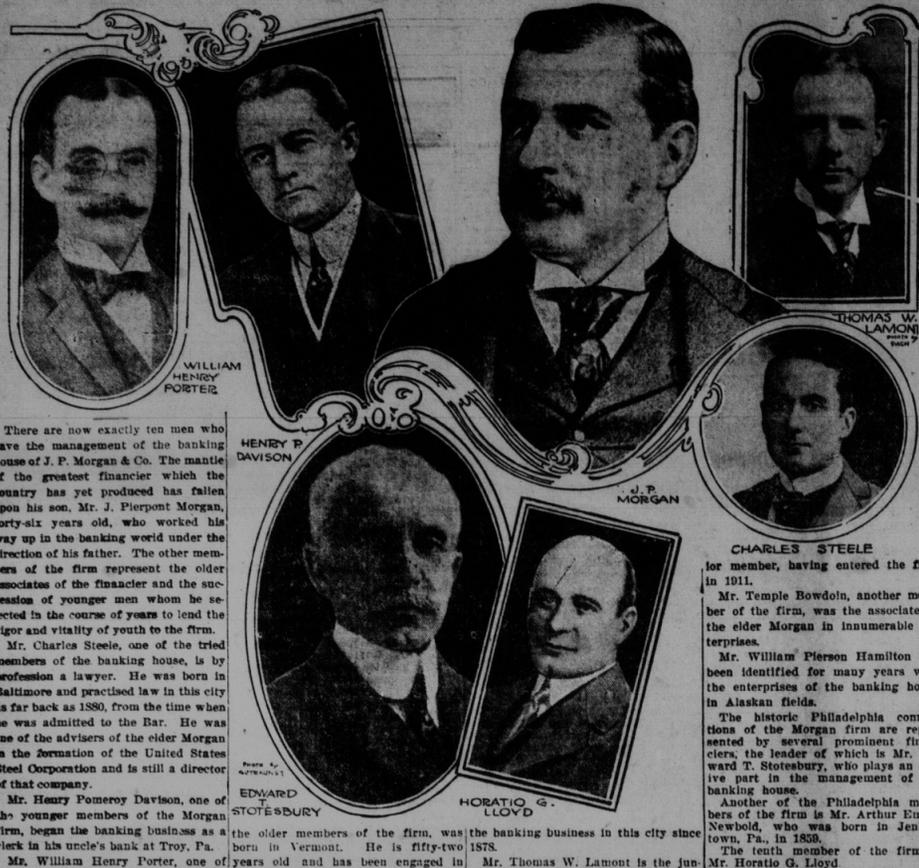 WILLIAM
HENRY
PORTER
HENRY P.
DAVISON
J. P.
MORGAN
THOMAS W.
LAMONT
PHOTO BY
CHARLES STEELE
PHOTO BY
GUTEKUNST
EDWARD
T.
STOTESBURY
HORATIO G.
LLOYD
There are now exactly ten men who
ave the management of the banking
ouse of J. P. Morgan & Co. The mantle
f the greatest financier which the
ountry has yet produced has fallen
pon his son, Mr. J. Pierpont Morgan,
orty-six years old, who worked his
ay up in the banking world under the
irection of his father. The other mem-
ers of the firm represent the older
ssociates of the financier and the suc-
ession of younger men whom he se-
ected in the course of years to lend the
igor and vitality of youth to the firm.
Mr. Charles Steele, one of the tried
members of the banking house, is by
profession a lawyer. He was born in
Baltimore and practised law in this city
as far back as 1880, from the time when
he was admitted to the Bar. He was
one of the advisers of the elder Morgan
in the formation of the United States
Steel Corporation and is still a director
of that company.
Mr. Henry Pomeroy Davison, one of
the younger members of the Morgan
firm, began the banking business as a
clerk in his uncle's bank at Troy, Pa.
Mr. William Henry Porter, one of
the older members of the firm, was
born in Vermont. He is fifty-two
years old and has been engaged in
the banking business in this city since
1878.
Mr. Thomas W. Lamont is the jun-
ior member, having entered the f
in 1911.
Mr. Temple Bowdoin, another me
ber of the firm, was the associate
the elder Morgan in innumerable
terprises.
Mr. William Pierson Hamilton
been identified for many years w
the enterprises of the banking ho
in Alaskan fields.
The historic Philadelphia conn
tions of the Morgan firm are rep
sented by several prominent fin
ciers, the leader of which is Mr.
ward T. Stotesbury, who plays an
ive part in the management of
banking house.
Another of the Philadelphia m
bers of the firm is Mr. Arthur Em
Newbold, who was born in Jen
town, Pa., in 1859.
The tenth member of the firm
Mr. Horatio G. Lloyd